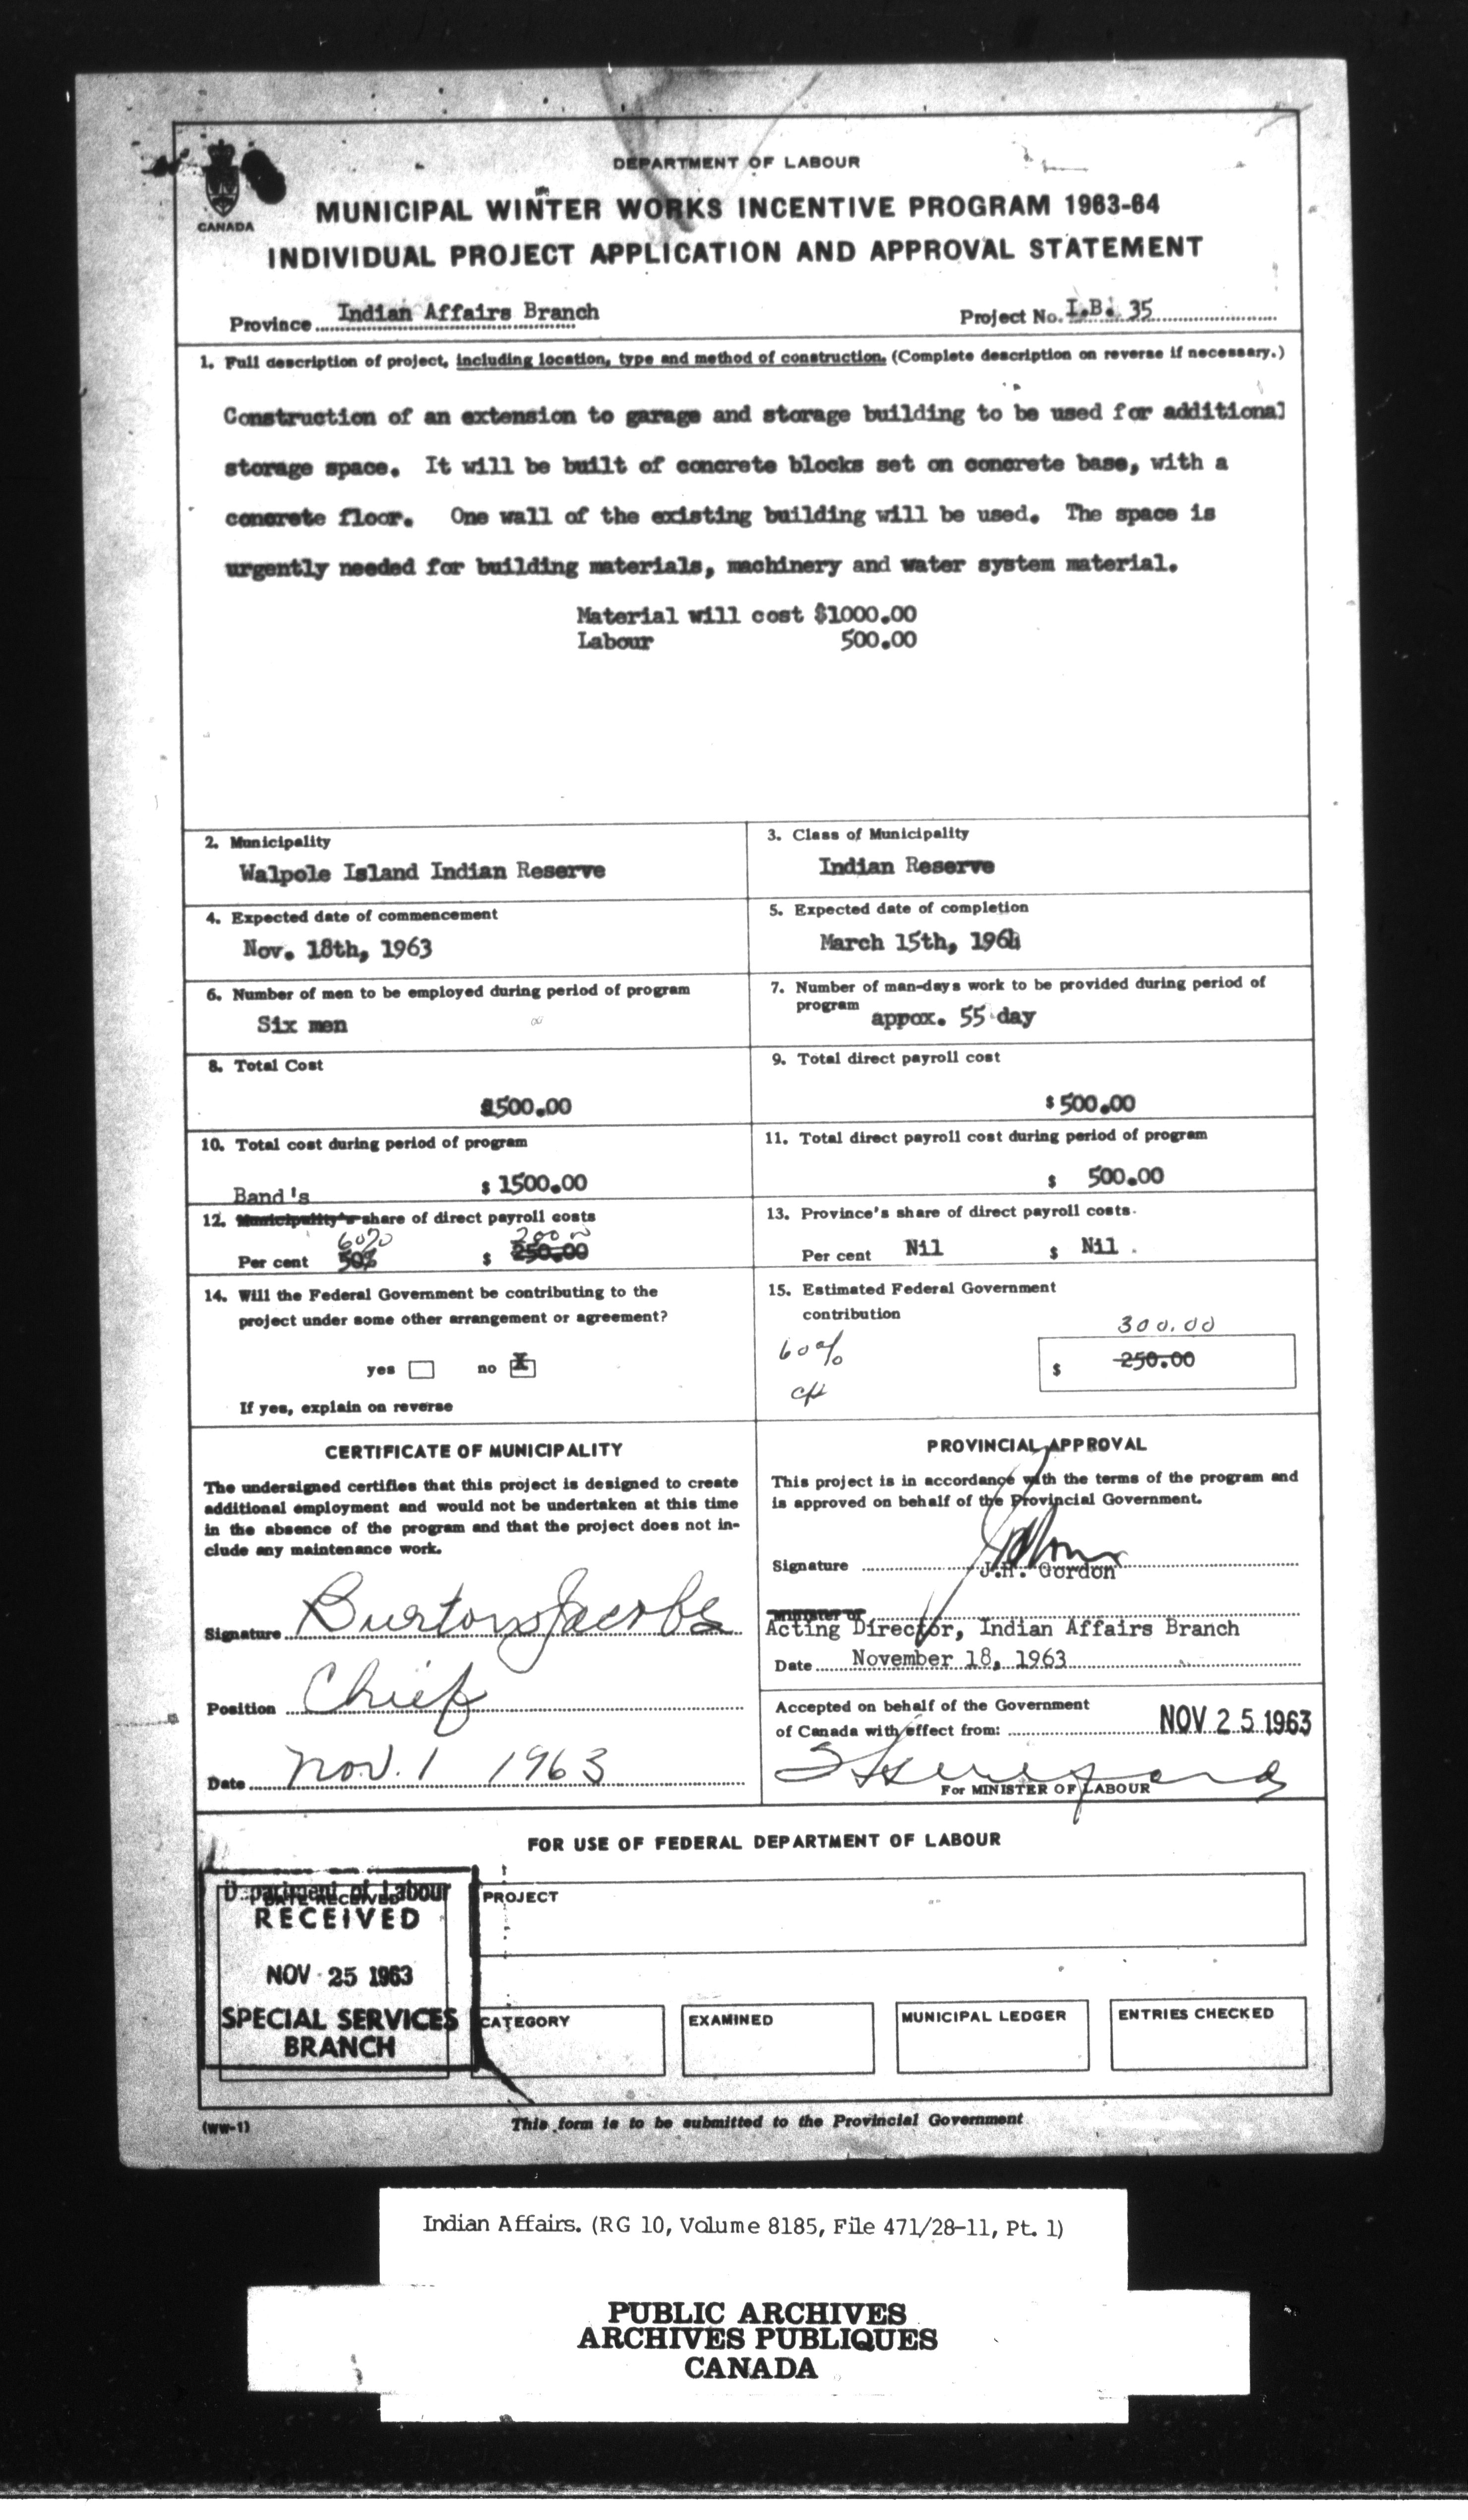 DEPARTMENT OF LABOUR
CANADA
MUNICIPAL WINTER WORKS INCENTIVE PROGRAM 1963-64
INDIVIDUAL PROJECT APPLICATION AND APPROVAL STATEMENT
Province Indian Affairs Branch
Project No. I.B. 35
1. Full description of project, including location, type and method of construction. (Complete description on reverse if necessary.)
Construction of an extension to garage and storage building to be used for additional
storage space. It will be built of concrete blocks set on concrete base, with a
concrete floor. One wall of the existing building will be used. The space is
urgently needed for building materials, machinery and water system material.
Material will cost $1000.00
Labour 500.00
2. Municipality
Walpole Island Indian Reserve
3. Class of Municipality
Indian Reserve
4. Expected date of commencement
Nov. 18th, 1963
5. Expected date of completion
March 15th, 1964
6. Number of men to be employed during period of program
Six men
7. Number of man-days work to be provided during period of
program appox. 55 day
8. Total Cost
1500.00
9. Total direct payroll cost
$ 500.00
10. Total cost during period of program
$ 1500.00
11. Total direct payroll cost during period of program
$ 500.00
Band's
12. Municipality's share of direct payroll costs
60% 200.00
Per cent 50% $ 250.00
13. Province's share of direct payroll costs.
Per cent Nil $ Nil .
14. Will the Federal Government be contributing to the
project under some other arrangement or agreement?
yes no X
If yes, explain on reverse
15. Estimated Federal Government
contribution
300.00
60%
$ 250.00
CERTIFICATE OF MUNICIPALITY
The undersigned certifies that this project is designed to create
additional employment and would not be undertaken at this time
in the absence of the program and that the project does not in-
clude any maintenance work.
Signature Burton Jacobs
Position Chief
Date Nov. 1 1963
PROVINCIAL APPROVAL
This project is in accordance with the terms of the program and
is approved on behalf of the Provincial Government.
Signature
J.H. Gordon
Minister of
Acting Director, Indian Affairs Branch
Date November 18, 1963
Accepted on behalf of the Government
of Canada with effect from: NOV 25 1963
For MINISTER OF LABOUR
FOR USE OF FEDERAL DEPARTMENT OF LABOUR
Department of Labour
DATE RECEIVED
RECEIVED
NOV 25 1963
SPECIAL SERVICES
BRANCH
PROJECT
CATEGORY
EXAMINED
MUNICIPAL LEDGER
ENTRIES CHECKED
(WW-1)
This form is to be submitted to the Provincial Government
Indian Affairs. (RG 10, Volume 8185, File 471/28-11, Pt. 1)
PUBLIC ARCHIVES
ARCHIVES PUBLIQUES
CANADA